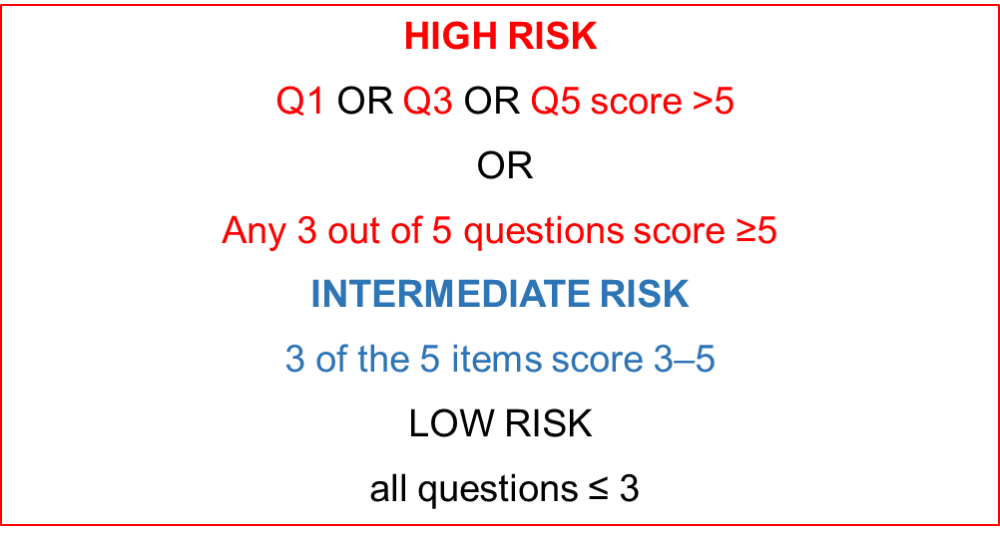 HIGH RISK
Q1 OR Q3 OR Q5 score >5
OR
Any 3 out of 5 questions score ≥5
INTERMEDIATE RISK
3 of the 5 items score 3–5
LOW RISK
all questions ≤ 3